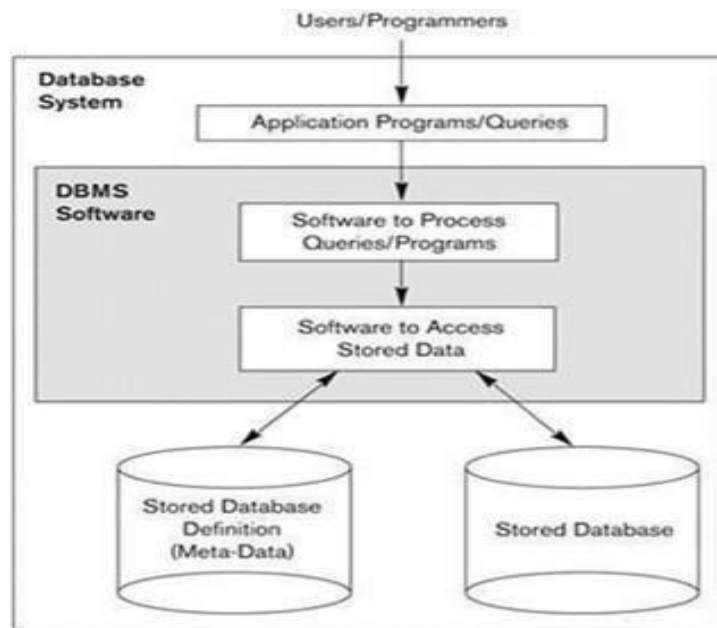 Users/Programmers
Database
System
Application Programs/Queries
DBMS
Software
Software to Process
Queries/Programs
Software to Access
Stored Data
Stored Database
Definition
(Meta-Data)
Stored Database